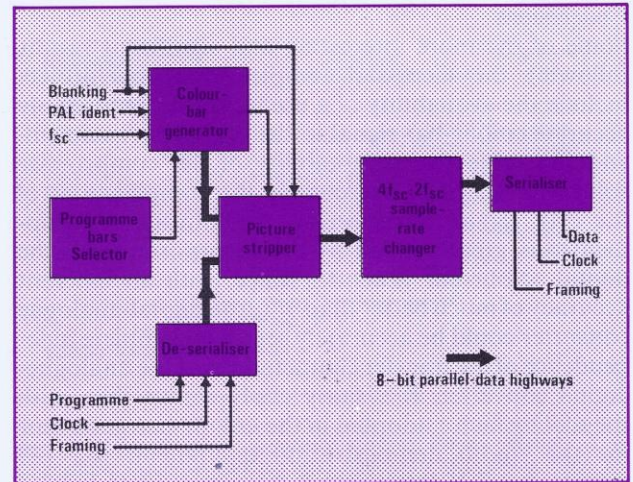 Blanking
PAL ident
fsc
Colour-
bar
generator
Programme
bars
Selector
Picture
stripper
4fsc-2fsc
sample-
rate
changer
Serialiser
Data
Clock
Framing
De-serialiser
Programme
Clock
Framing
8-bit parallel-data highways